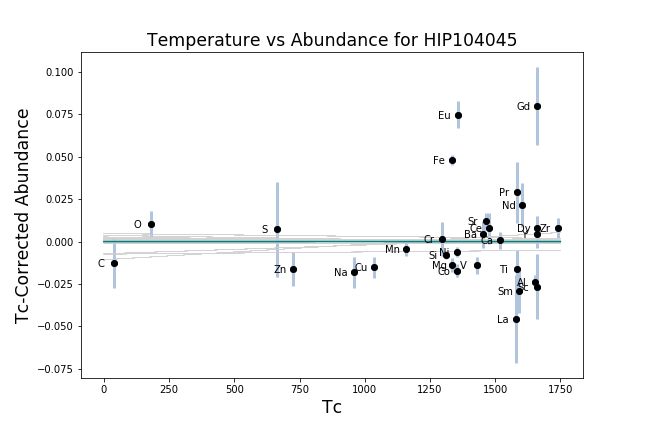 Temperature vs Abundance for HIP104045
Tc-Corrected Abundance
0.100
0.075
0.050
0.025
0.000
−0.025
−0.050
−0.075
Gd
Eu
Fe
Pr
Nd
O
S
Sr
Ce
Dy
Zr
Ba
Y
Cr
Ca
Mn
Ni
Si
C
Zn
Na
Cu
Mg
Co
V
Ti
Al
Sc
Sm
La
0
250
500
750
1000
1250
1500
1750
Tc